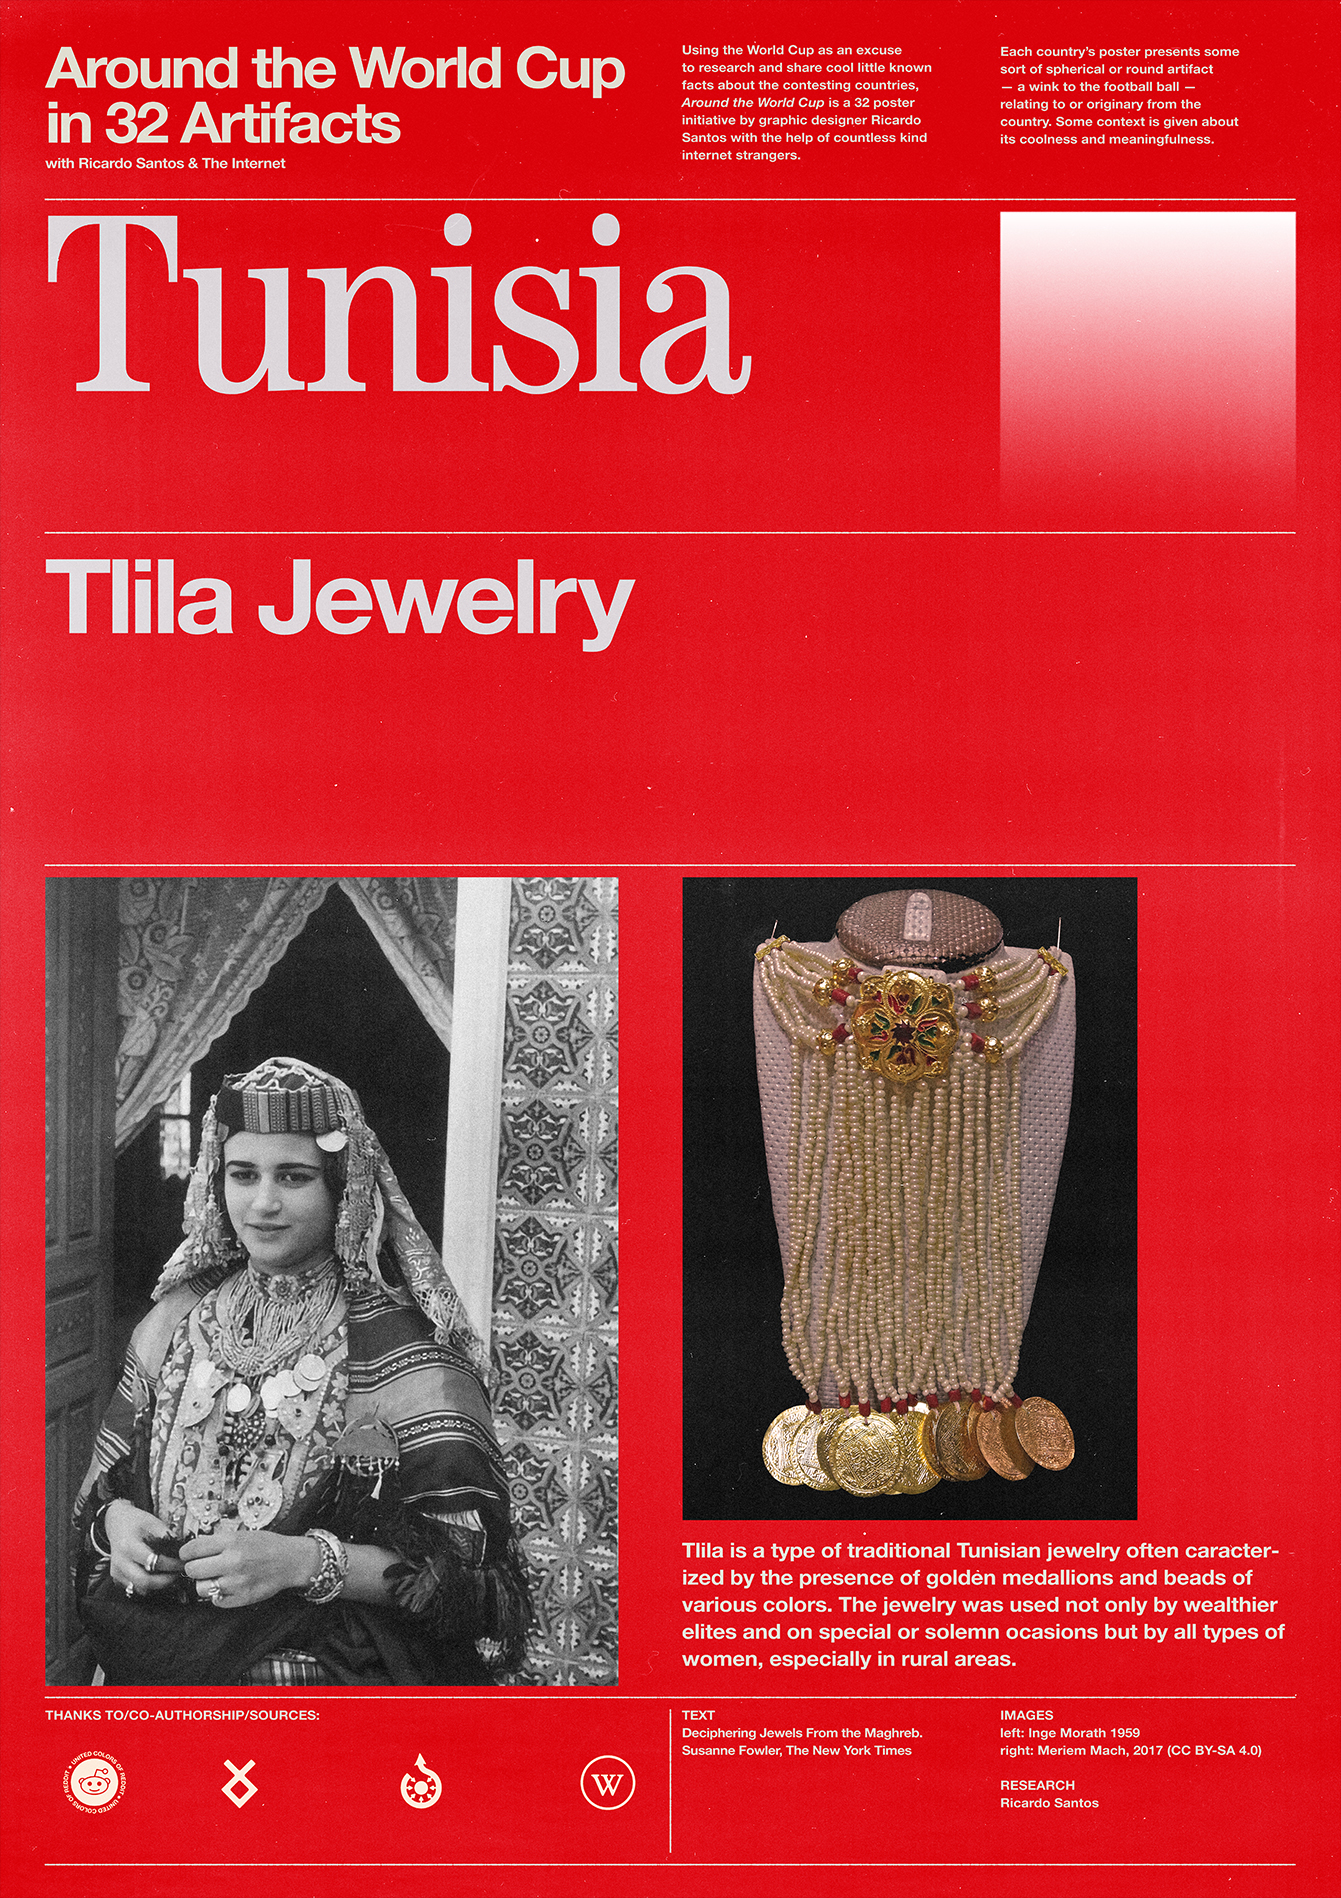 Around the World Cup
in 32 Artifacts
with Ricardo Santos & The Internet
Using the World Cup as an excuse
to research and share cool little known
facts about the contesting countries,
Around the World Cup is a 32 poster
initiative by graphic designer Ricardo
Santos with the help of countless kind
internet strangers.
Each country's poster presents some
sort of spherical or round artifact
— a wink to the football ball —
relating to or originary from the
country. Some context is given about
its coolness and meaningfulness.
Tunisia
Tlila Jewelry
Tlila is a type of traditional Tunisian jewelry often caracter-
ized by the presence of golden medallions and beads of
various colors. The jewelry was used not only by wealthier
elites and on special or solemn ocasions but by all types of
women, especially in rural areas.
THANKS TO/CO-AUTHORSHIP/SOURCES:
UNITED COLORS OF REDDIT • UNITED COLORS OF REDDIT •
W
TEXT
Deciphering Jewels From the Maghreb.
Susanne Fowler, The New York Times
IMAGES
left: Inge Morath 1959
right: Meriem Mach, 2017 (CC BY-SA 4.0)
RESEARCH
Ricardo Santos